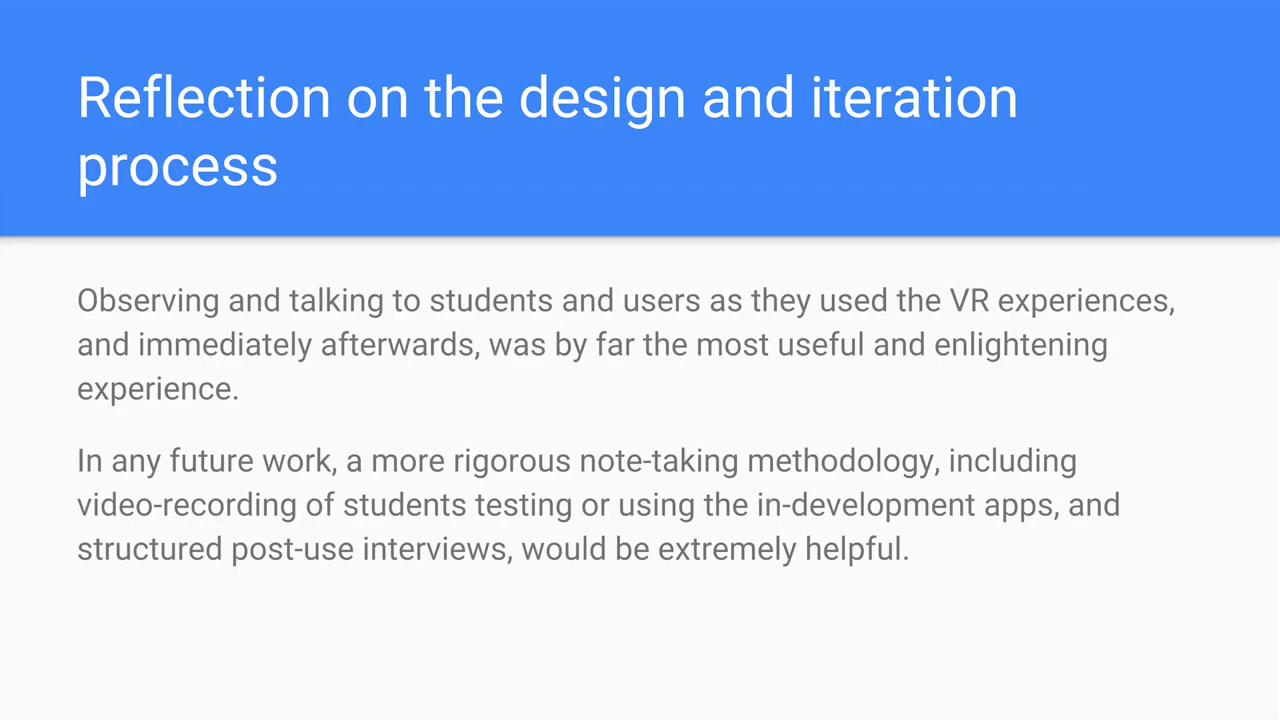 Reflection on the design and iteration
process
Observing and talking to students and users as they used the VR experiences,
and immediately afterwards, was by far the most useful and enlightening
experience.
In any future work, a more rigorous note-taking methodology, including
video-recording of students testing or using the in-development apps, and
structured post-use interviews, would be extremely helpful.